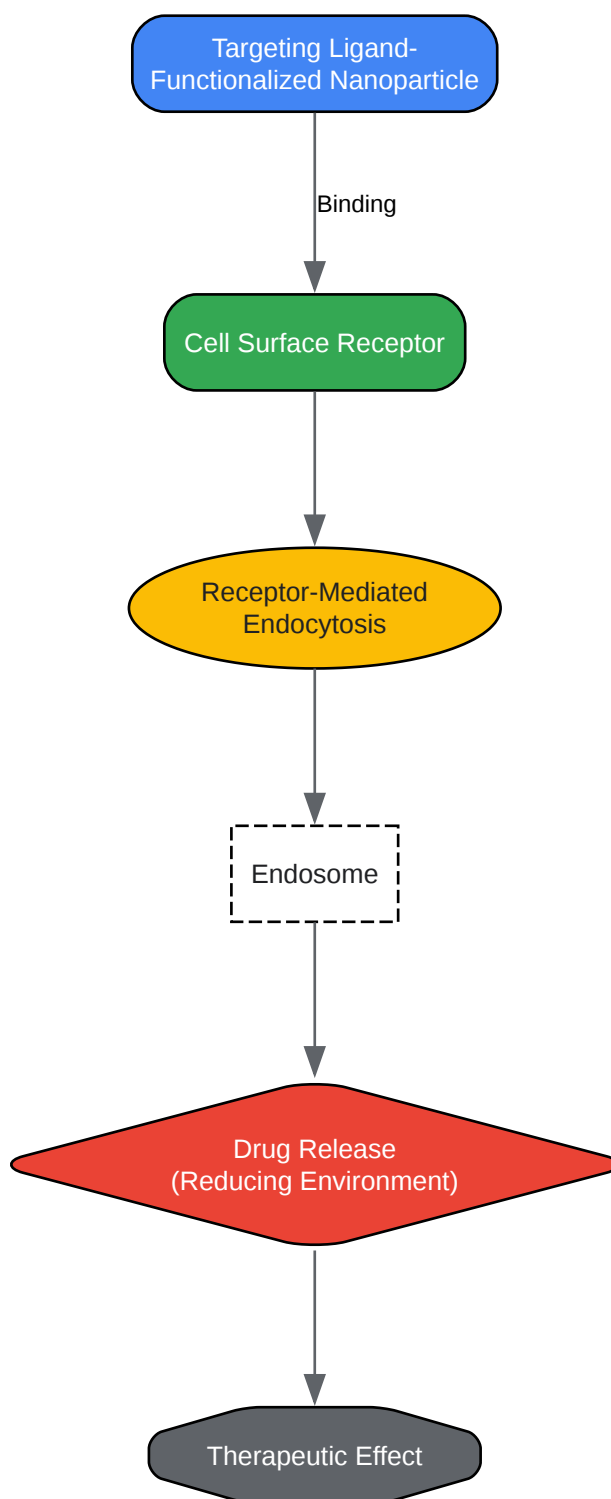 Targeting Ligand-
Functionalized Nanoparticle
Binding
Cell Surface Receptor
Receptor-Mediated
Endocytosis
Endosome
Drug Release
(Reducing Environment)
Therapeutic Effect